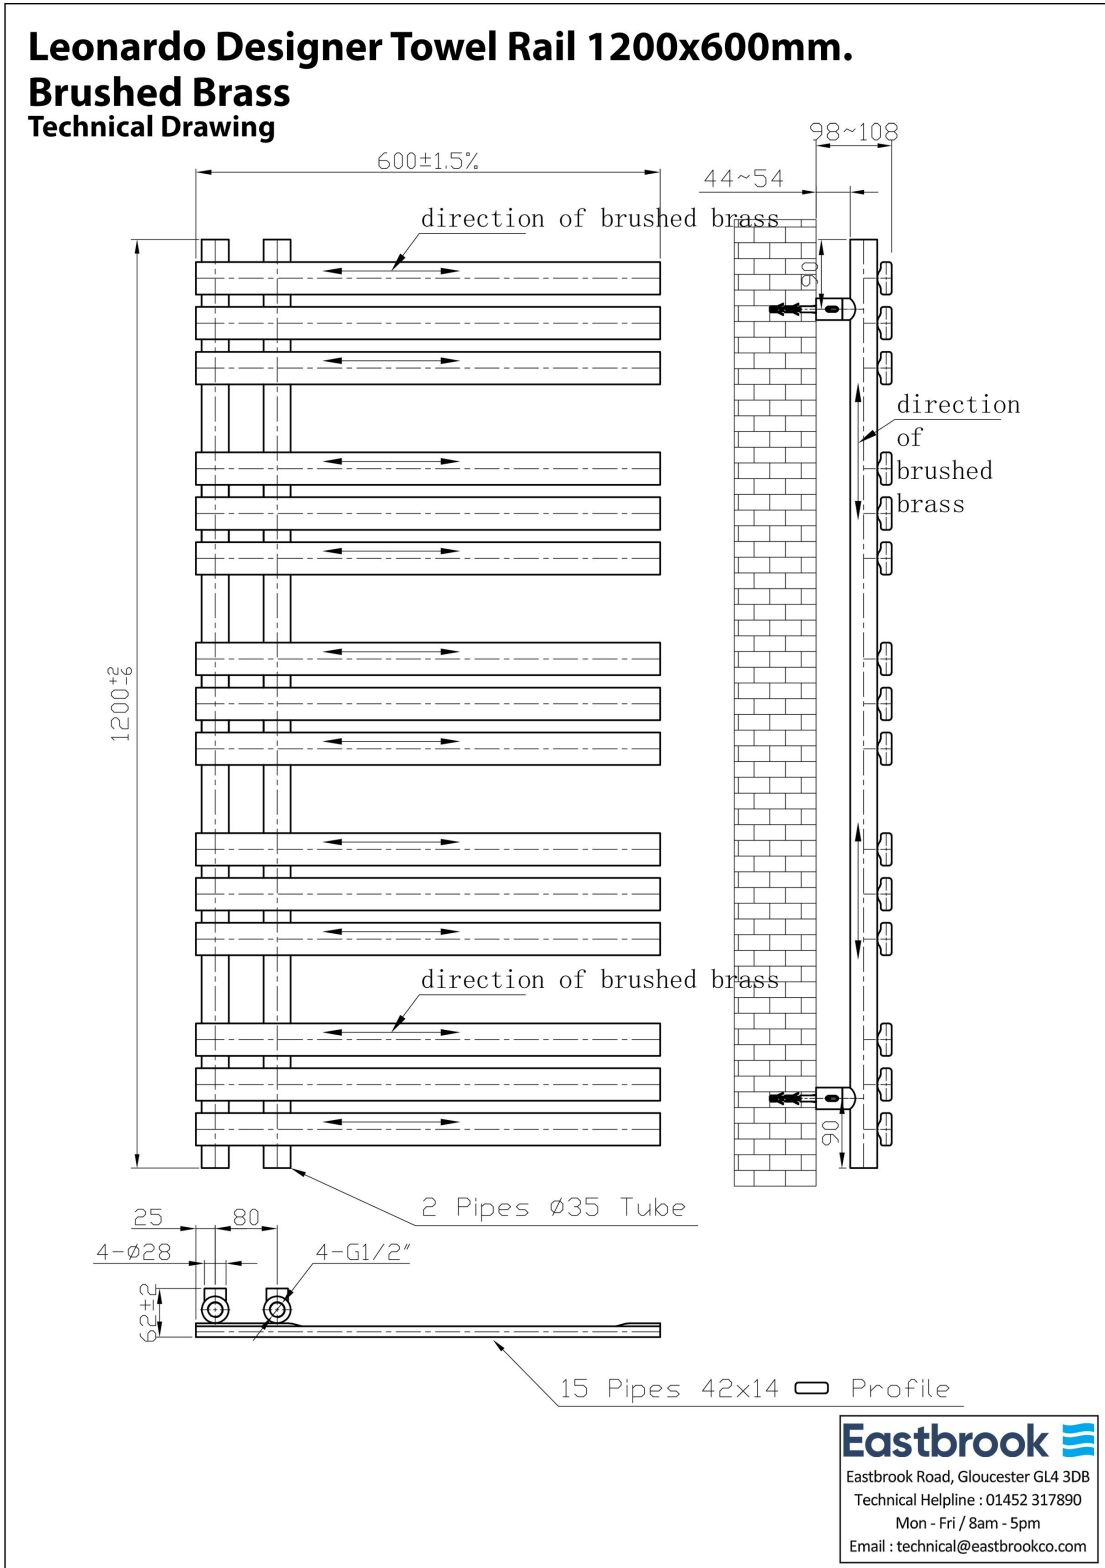 Leonardo Designer Towel Rail 1200x600mm.
Brushed Brass
Technical Drawing
98~108
600±1.5%
44~54
direction of brushed brass
90
direction
of
brushed
brass
1200+2-6
direction of brushed brass
90
2 Pipes Ø35 Tube
25
80
4-Ø28
4-G1/2"
62±2
15 Pipes 42x14 Profile
Eastbrook
Eastbrook Road, Gloucester GL4 3DB
Technical Helpline : 01452 317890
Mon - Fri / 8am - 5pm
Email : technical@eastbrookco.com